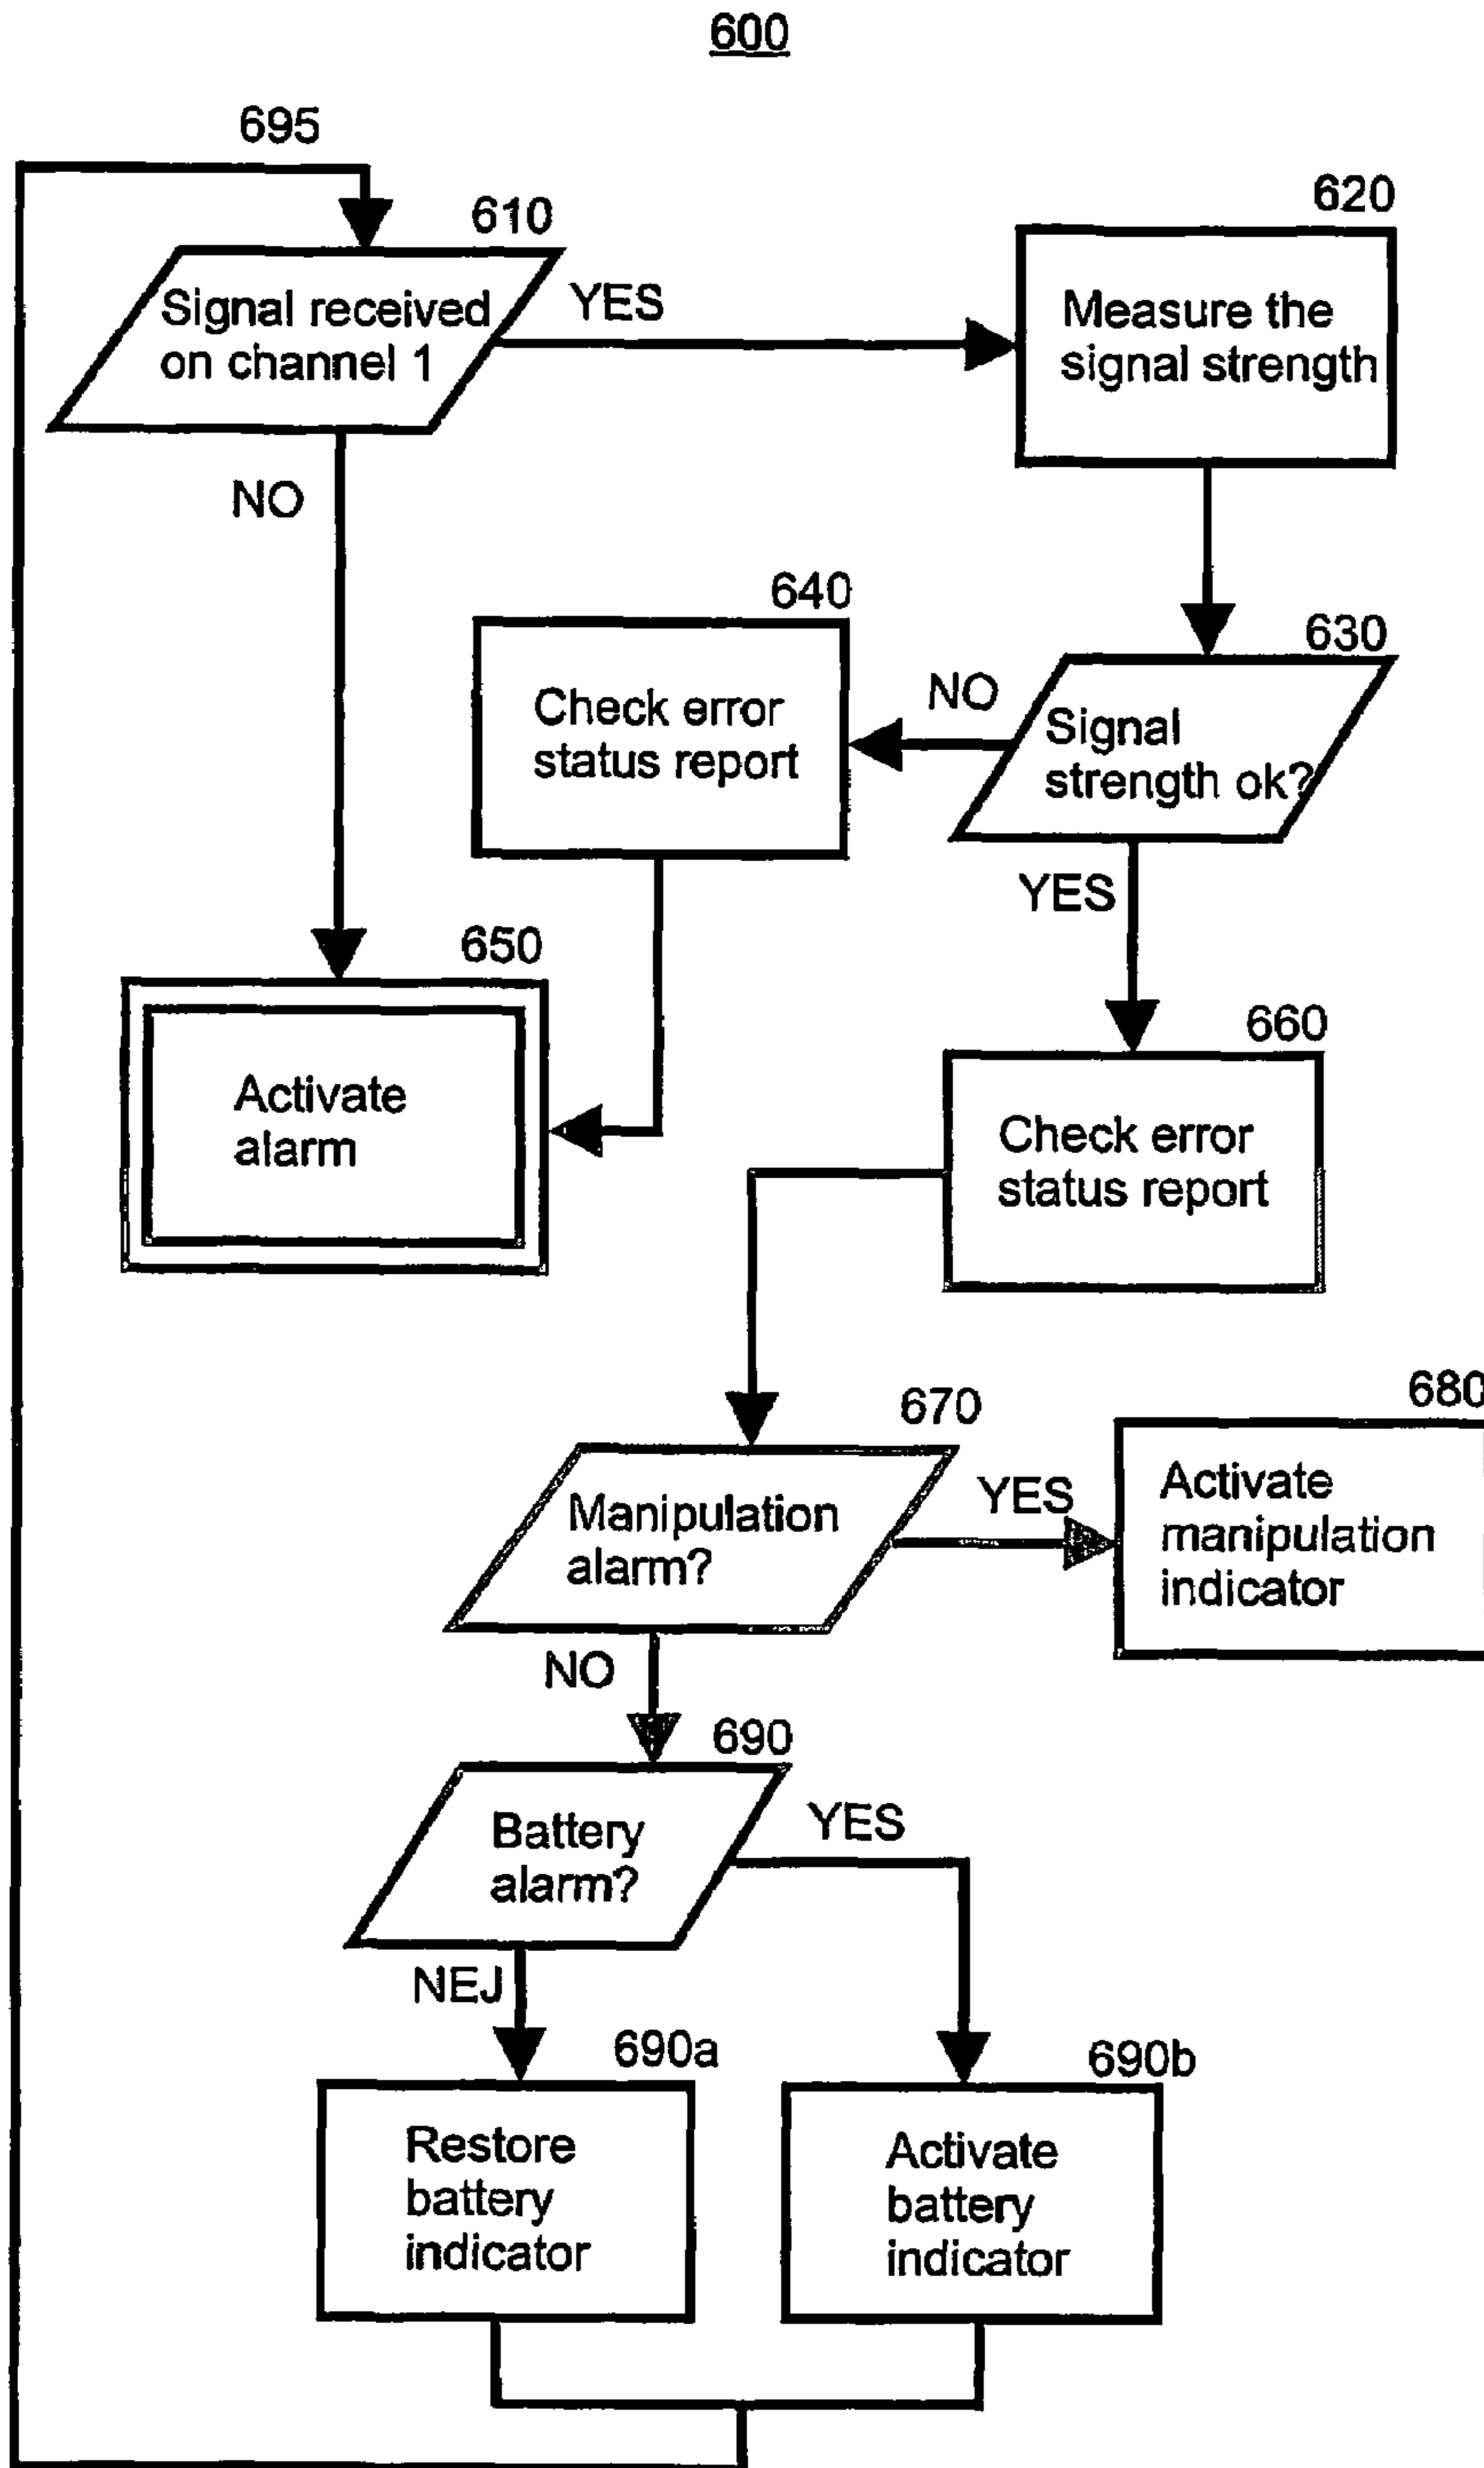 600
695
610
Signal received
on channel 1
YES
620
Measure the
signal strength
NO
640
Check error
status report
NO
630
Signal
strength ok?
YES
650
Activate
alarm
660
Check error
status report
670
Manipulation
alarm?
YES
680
Activate
manipulation
indicator
NO
690
Battery
alarm?
YES
NEJ
690a
Restore
battery
indicator
690b
Activate
battery
indicator